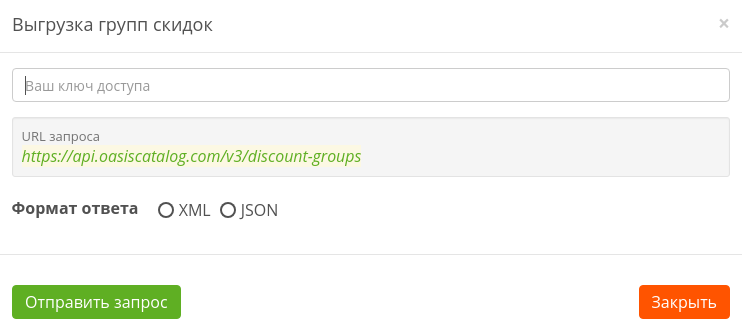 Выгрузка групп скидок ×
Ваш ключ доступа
URL запроса
https://api.oasiscatalog.com/v3/discount-groups
Формат ответа XML JSON
Отправить запрос Закрыть